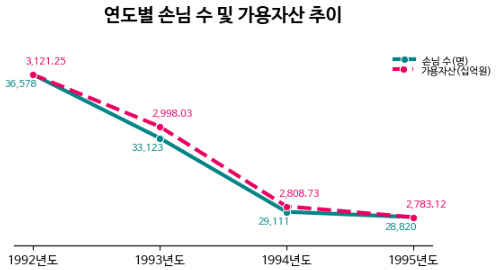 연도별 손님 수 및 가용자산 추이
손님 수(명)
가용자산(십억원)
3,121.25
36,578
2,998.03
33,123
2,808.73
29,111
2,783.12
28,820
1992년도 1993년도 1994년도 1995년도